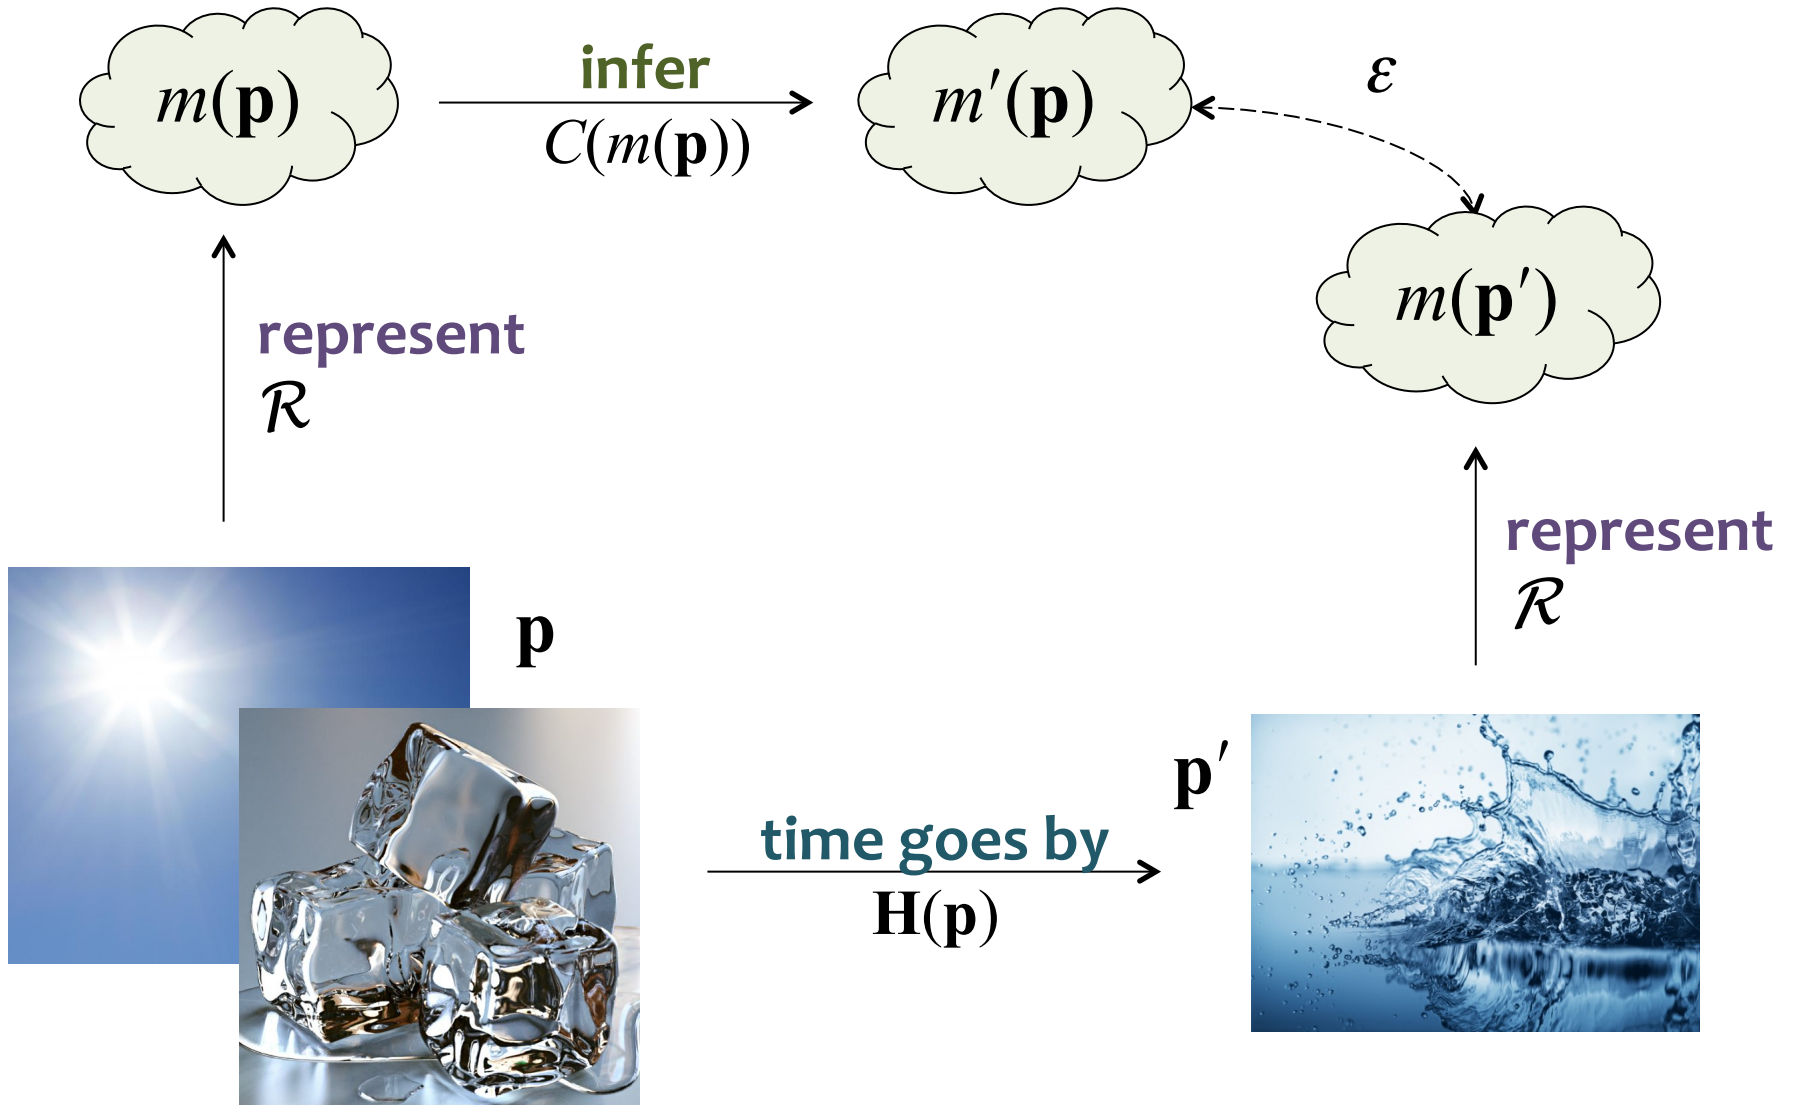 m(p)
infer
C(m(p))
m′(p)
ε
m(p′)
represent
ℛ
represent
ℛ
p
p′
time goes by
H(p)